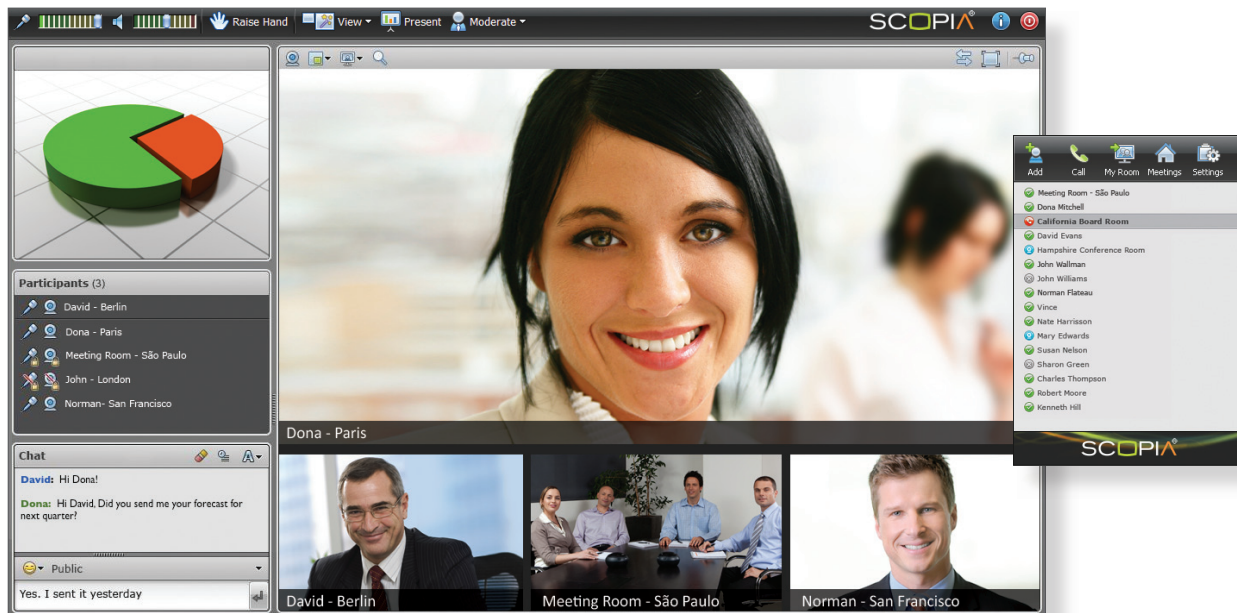 Raise Hand
View
Present
Moderate
SCOPIA®
Participants (3)
David - Berlin
Dona - Paris
Meeting Room - São Paulo
John - London
Norman- San Francisco
Chat
David: Hi Dona!
Dona: Hi David, Did you send me your forecast for
next quarter?
Public
Yes. I sent it yesterday
Dona - Paris
David - Berlin
Meeting Room - São Paulo
Norman - San Francisco
Add
Call
My Room
Meetings
Settings
Meeting Room - São Paulo
Dona Mitchell
California Board Room
David Evans
Hampshire Conference Room
John Wallman
John Williams
Norman Flateau
Vince
Nate Harrisson
Mary Edwards
Susan Nelson
Sharon Green
Charles Thompson
Robert Moore
Kenneth Hill
SCOPIA®